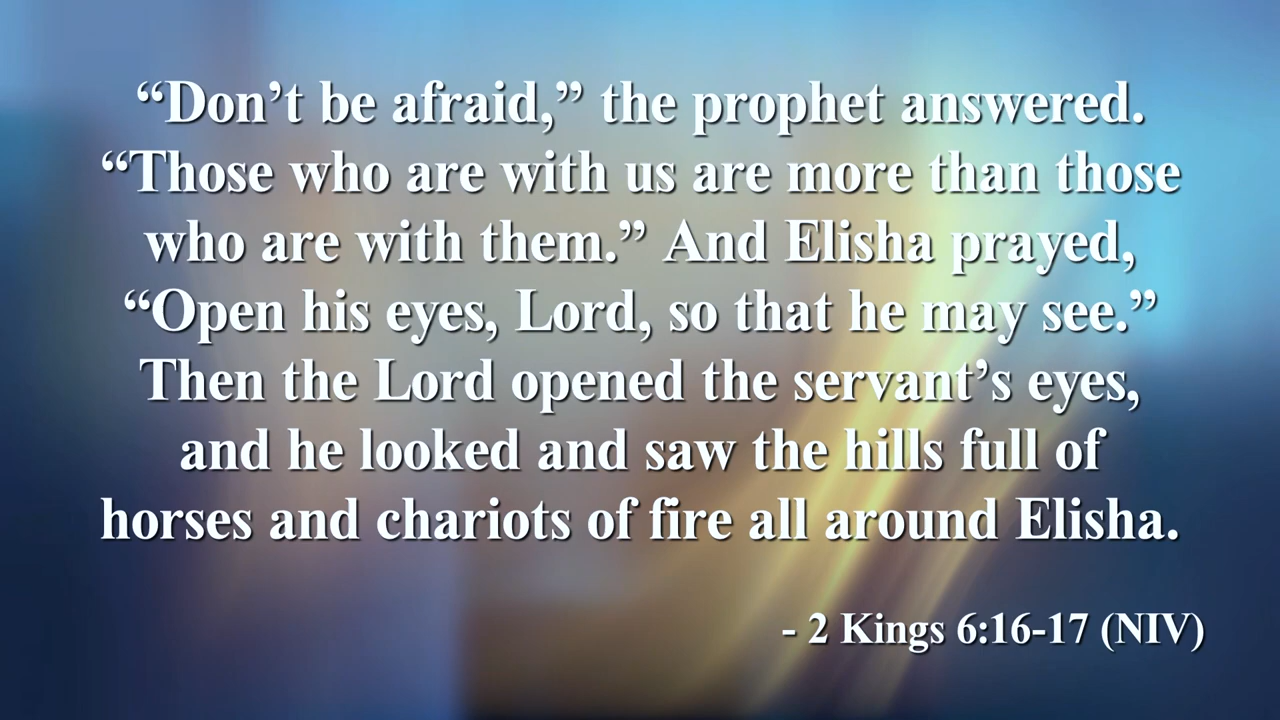 “Don’t be afraid,” the prophet answered.
“Those who are with us are more than those
who are with them.” And Elisha prayed,
“Open his eyes, Lord, so that he may see.”
Then the Lord opened the servant’s eyes,
and he looked and saw the hills full of
horses and chariots of fire all around Elisha.
- 2 Kings 6:16-17 (NIV)